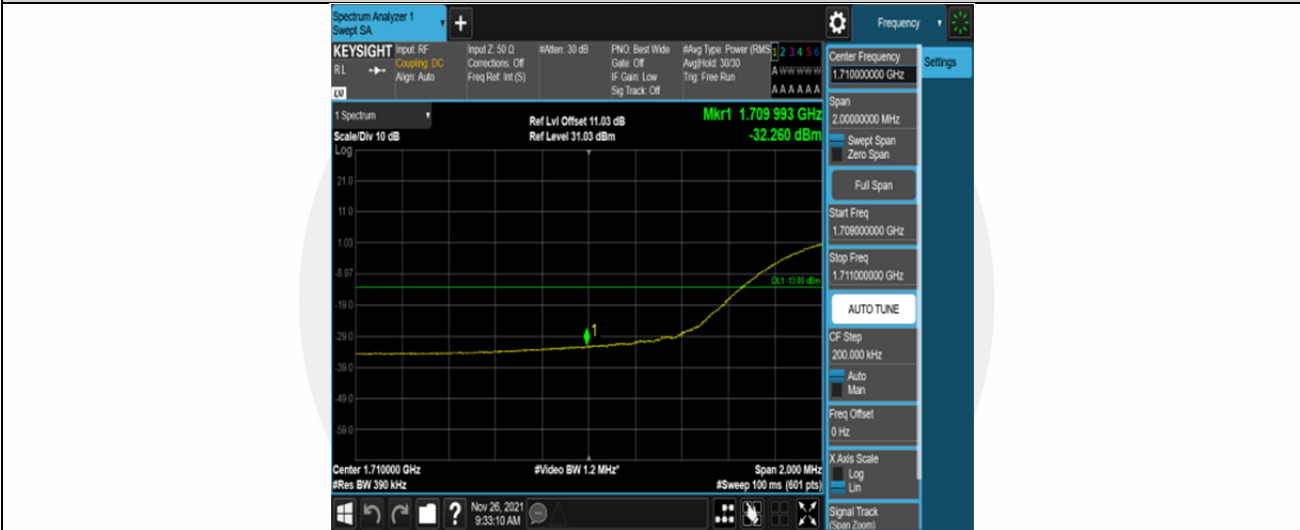 Spectrum Analyzer 1
Swept SA
+
Frequency
KEYSIGHT
Input: RF
Coupling: DC
Align: Auto
Input Z: 50 Ω
Corrections: Off
Freq Ref: Int (S)
#Atten: 30 dB
PNO: Best Wide
Gate: Off
IF Gain: Low
Sig Track: Off
#Avg Type: Power (RMS
Avg|Hold: 30/30
Trig: Free Run
1 2 3 4 5 6
A W W W W W
A A A A A A
R L
LXI
1 Spectrum
Scale/Div 10 dB
Ref Lvl Offset 11.03 dB
Ref Level 31.03 dBm
Mkr1 1.709 993 GHz
-32.260 dBm
Log
21.0
11.0
1.03
-8.97
DL1 -13.00 dBm
-19.0
-29.0
1
-39.0
-49.0
-59.0
Center 1.710000 GHz
#Video BW 1.2 MHz*
Span 2.000 MHz
#Res BW 390 kHz
#Sweep 100 ms (601 pts)
?
Nov 26, 2021
9:33:10 AM
Center Frequency
1.710000000 GHz
Settings
Span
2.00000000 MHz
Swept Span
Zero Span
Full Span
Start Freq
1.709000000 GHz
Stop Freq
1.711000000 GHz
AUTO TUNE
CF Step
200.000 kHz
Auto
Man
Freq Offset
0 Hz
X Axis Scale
Log
Lin
Signal Track
(Span Zoom)